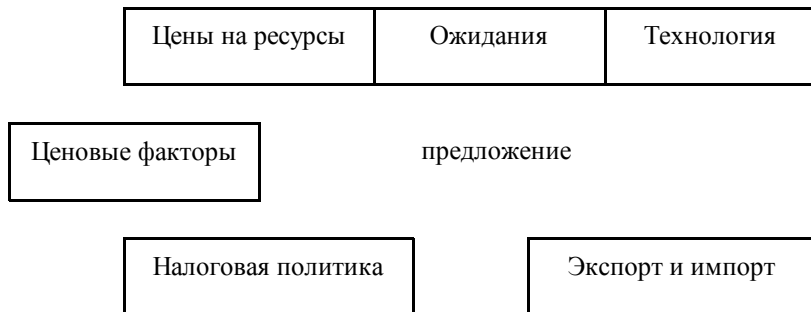 Цены на ресурсы Ожидания Технология
Ценовые факторы предложение
Налоговая политика Экспорт и импорт